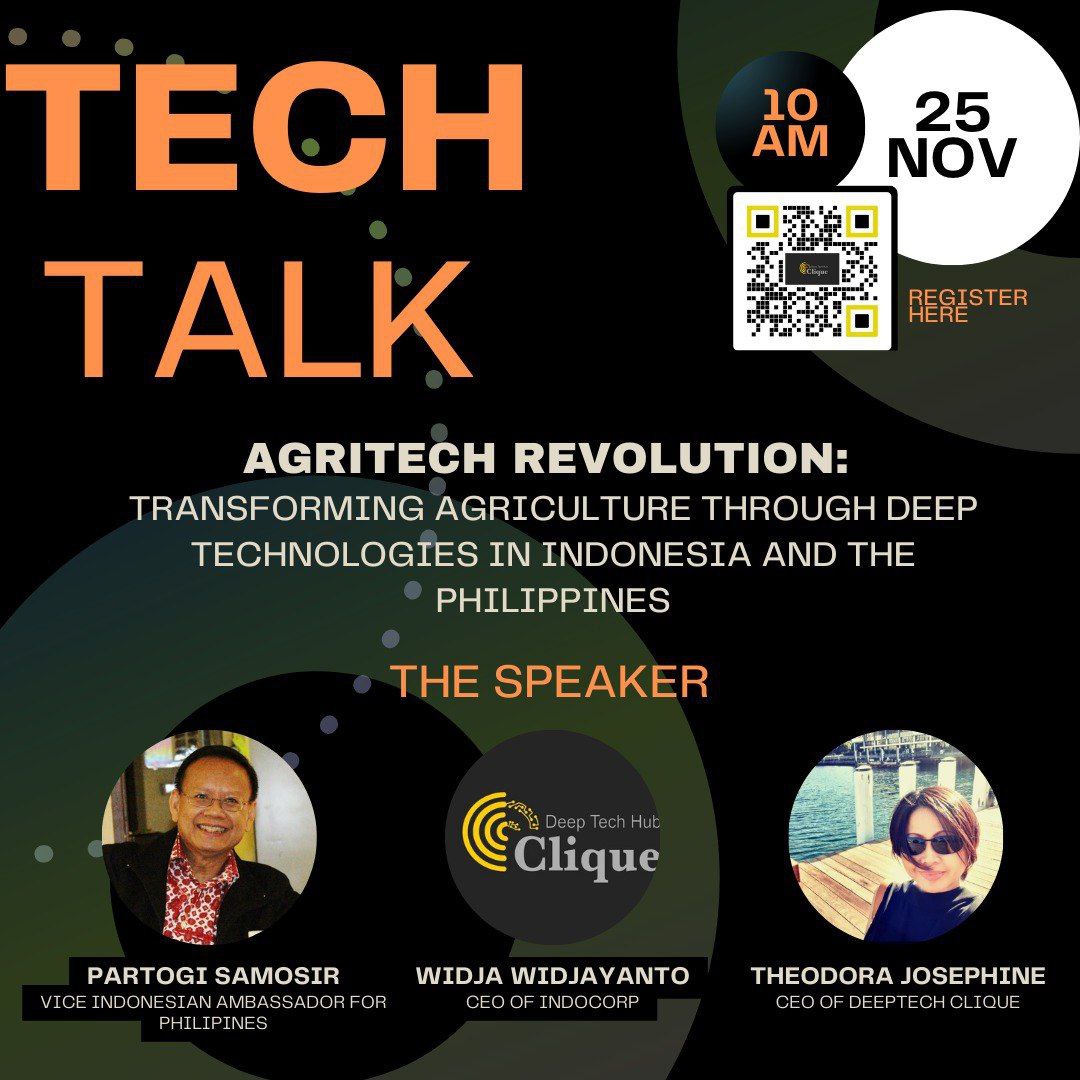 TECH
TALK
10
AM
25
NOV
Clique
REGISTER
HERE
AGRITECH REVOLUTION:
TRANSFORMING AGRICULTURE THROUGH DEEP
TECHNOLOGIES IN INDONESIA AND THE
PHILIPPINES
THE SPEAKER
Deep Tech Hub
Clique
PARTOGI SAMOSIR
VICE INDONESIAN AMBASSADOR FOR
PHILIPINES
WIDJA WIDJAYANTO
CEO OF INDOCORP
THEODORA JOSEPHINE
CEO OF DEEPTECH CLIQUE